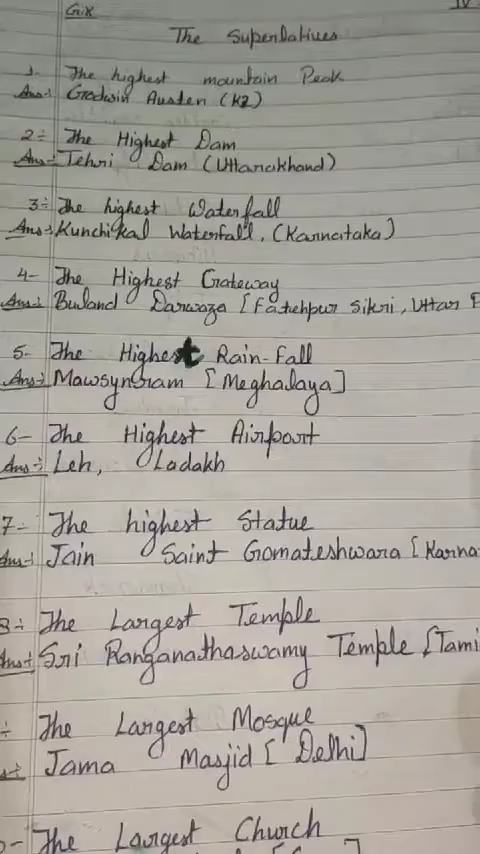 G.K
IV
The Superlatives
1- The highest mountain Peak
Ans:- Godwin Austen (K2)
2÷ The Highest Dam
Ans:- Tehri Dam (Uttarakhand)
3÷ The highest Waterfall
Ans:- Kunchikal Waterfall, (Karnataka)
4- The Highest Gateway
Ans:- Buland Darwaza [Fatehpur Sikri, Uttar P
5- The Highest Rain-Fall
Ans:- Mawsynram [Meghalaya]
6- The Highest Airport
Ans:- Leh, Ladakh
7- The highest Statue
Ans:- Jain Saint Gomateshwara [Karna
8÷ The Largest Temple
Ans:- Sri Ranganathaswamy Temple [Tami
÷ The Largest Mosque
Jama Masjid [Delhi]
- The Largest Church